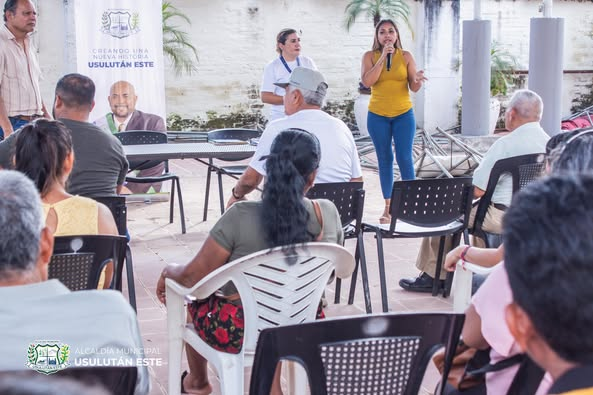 CREANDO UNA
NUEVA HISTORIA
USULUTÁN ESTE
ALCALDÍA MUNICIPAL
USULUTÁN ESTE